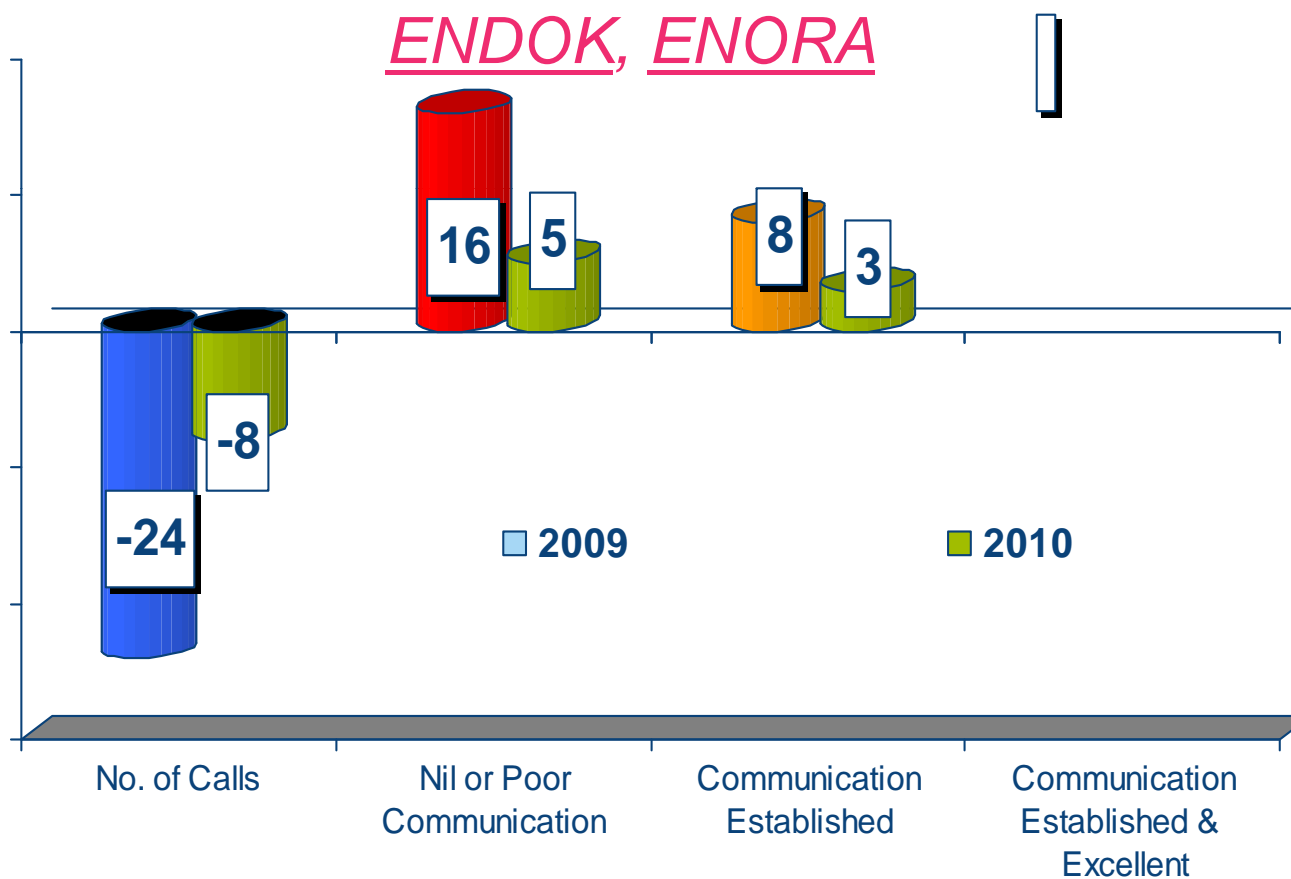 ENDOK, ENORA
16
5
8
3
-8
-24
2009
2010
No. of Calls
Nil or Poor
Communication
Communication
Established
Communication
Established &
Excellent